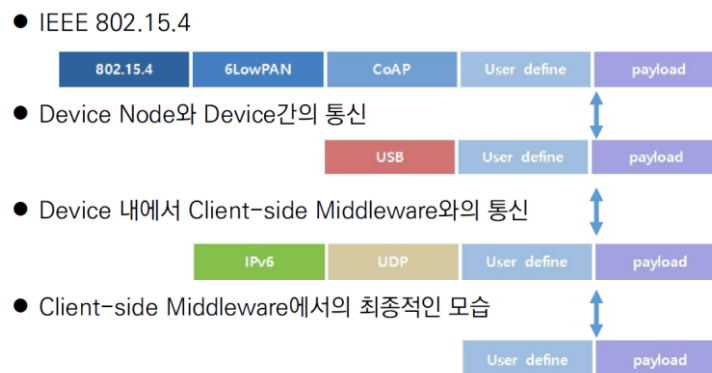 ● IEEE 802.15.4
802.15.4 6LowPAN CoAP User define payload
● Device Node와 Device간의 통신
USB User define payload
● Device 내에서 Client-side Middleware와의 통신
IPv6 UDP User define payload
● Client-side Middleware에서의 최종적인 모습
User define payload